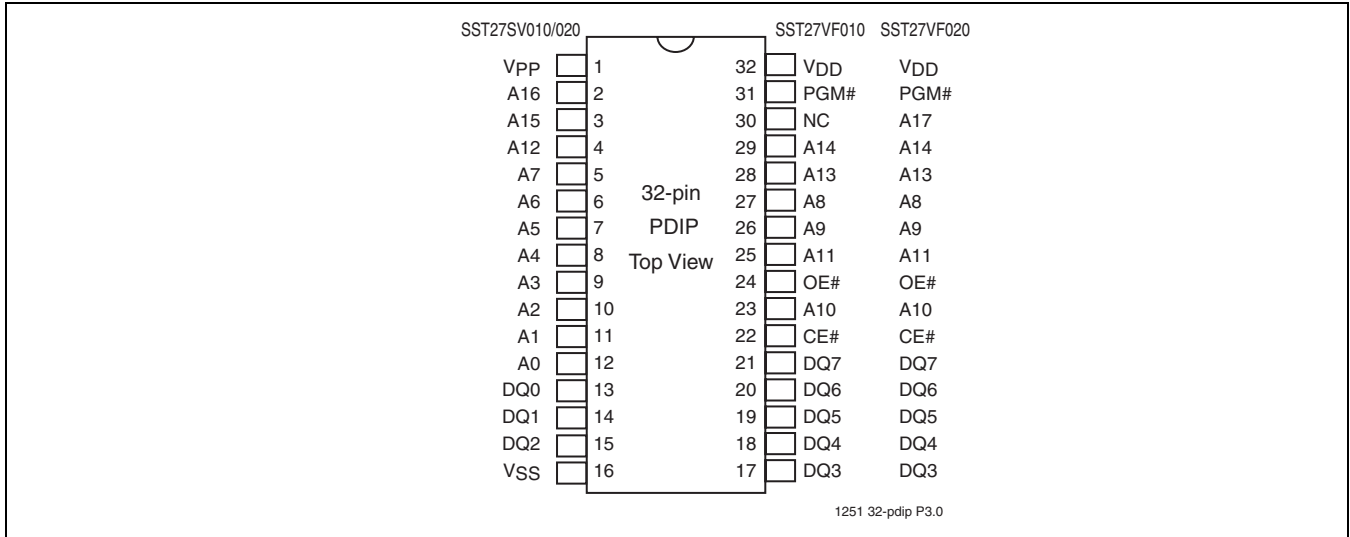 SST27SV010/020 SST27VF010 SST27VF020
VPP 1 32 VDD VDD
A16 2 31 PGM# PGM#
A15 3 30 NC A17
A12 4 29 A14 A14
A7 5 28 A13 A13
A6 6 32-pin 27 A8 A8
A5 7 PDIP 26 A9 A9
A4 8 Top View 25 A11 A11
A3 9 24 OE# OE#
A2 10 23 A10 A10
A1 11 22 CE# CE#
A0 12 21 DQ7 DQ7
DQ0 13 20 DQ6 DQ6
DQ1 14 19 DQ5 DQ5
DQ2 15 18 DQ4 DQ4
VSS 16 17 DQ3 DQ3
1251 32-pdip P3.0